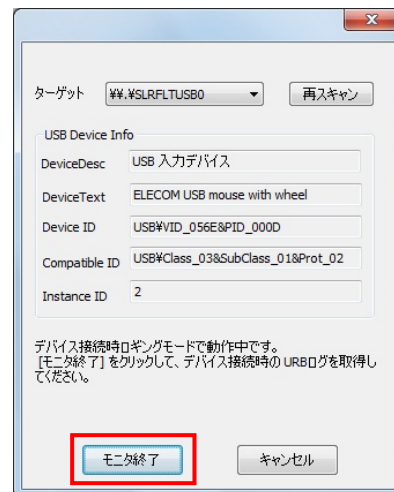 ターゲット ¥¥.¥SLRFLTUSB0 再スキャン
USB Device Info
DeviceDesc USB 入力デバイス
DeviceText ELECOM USB mouse with wheel
Device ID USB¥VID_056E&PID_000D
Compatible ID USB¥Class_03&SubClass_01&Prot_02
Instance ID 2
デバイス接続時ロギングモードで動作中です。
[モニタ終了] をクリックして、デバイス接続時の URBログを取得し
てください。
モニタ終了 キャンセル